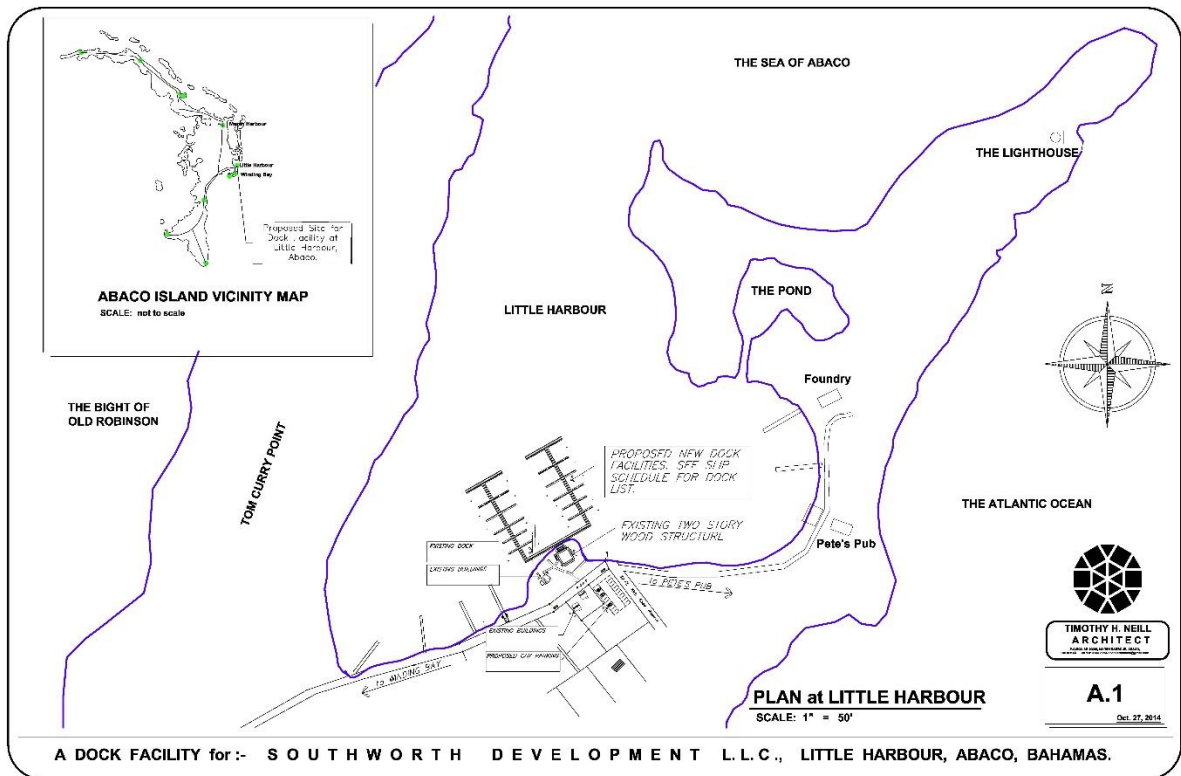 THE SEA OF ABACO
THE LIGHTHOUSE
Little Harbour
Winding Bay
Proposed Site for
Dock Facility at
Little Harbour,
Abaco.
ABACO ISLAND VICINITY MAP
SCALE: not to scale
LITTLE HARBOUR
THE POND
N
Foundry
THE BIGHT OF
OLD ROBINSON
TOM CURRY POINT
PROPOSED NEW DOCK
FACILITIES. SEE SLIP
SCHEDULE FOR DOCK
LIST.
THE ATLANTIC OCEAN
EXISTING TWO STORY
WOOD STRUCTURE
Pete's Pub
EXISTING DOCK
EXISTING BUILDINGS
to PETE'S PUB
EXISTING BUILDINGS
PROPOSED CAR PARKING
to WINDING BAY
TIMOTHY H. NEILL
ARCHITECT
PLAN at LITTLE HARBOUR
SCALE: 1" = 50'
A.1
Oct. 27, 2014
A DOCK FACILITY for :- SOUTHWORTH DEVELOPMENT L.L.C., LITTLE HARBOUR, ABACO, BAHAMAS.